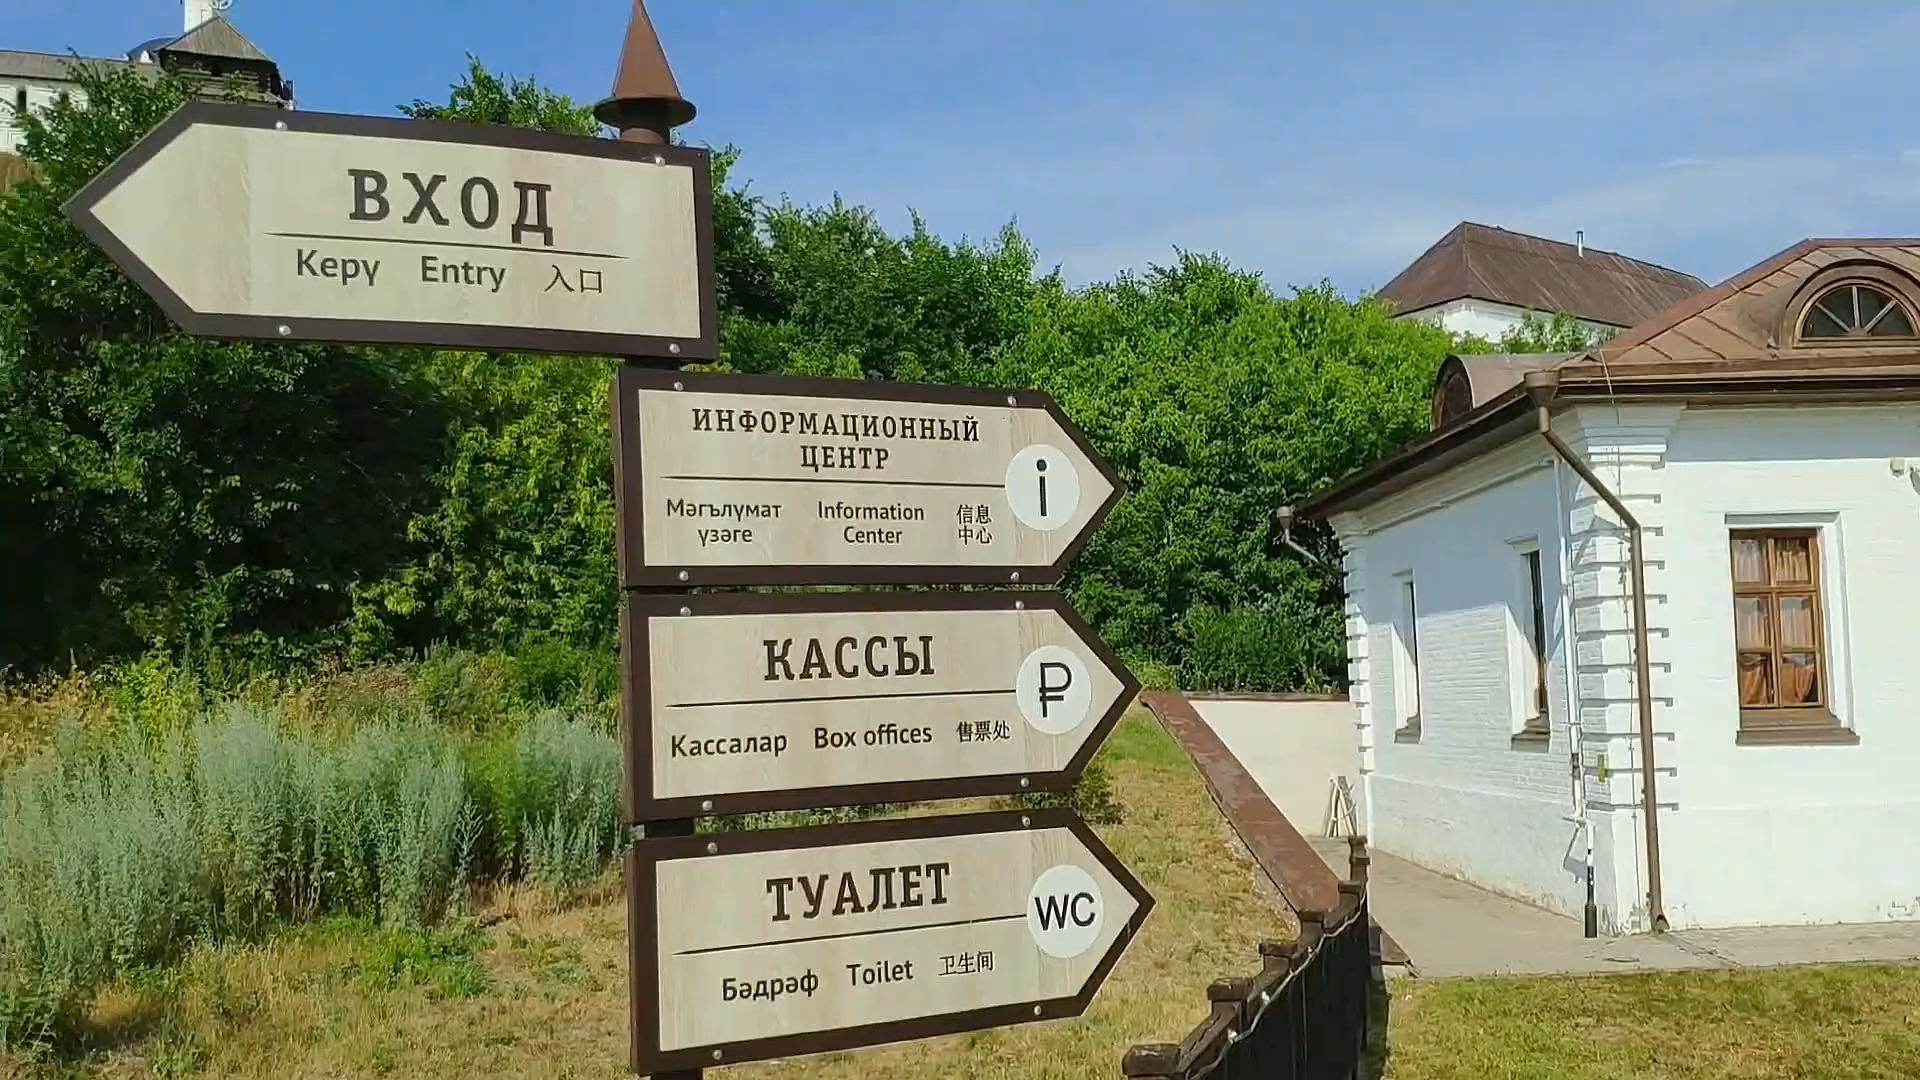 ВХОД
Керү Entry 入口
ИНФОРМАЦИОННЫЙ
ЦЕНТР
Мәгълүмат Information 信息
үзәге Center 中心
i
КАССЫ
₽
Кассалар Box offices 售票处
ТУАЛЕТ
WC
Бәдрәф Toilet 卫生间